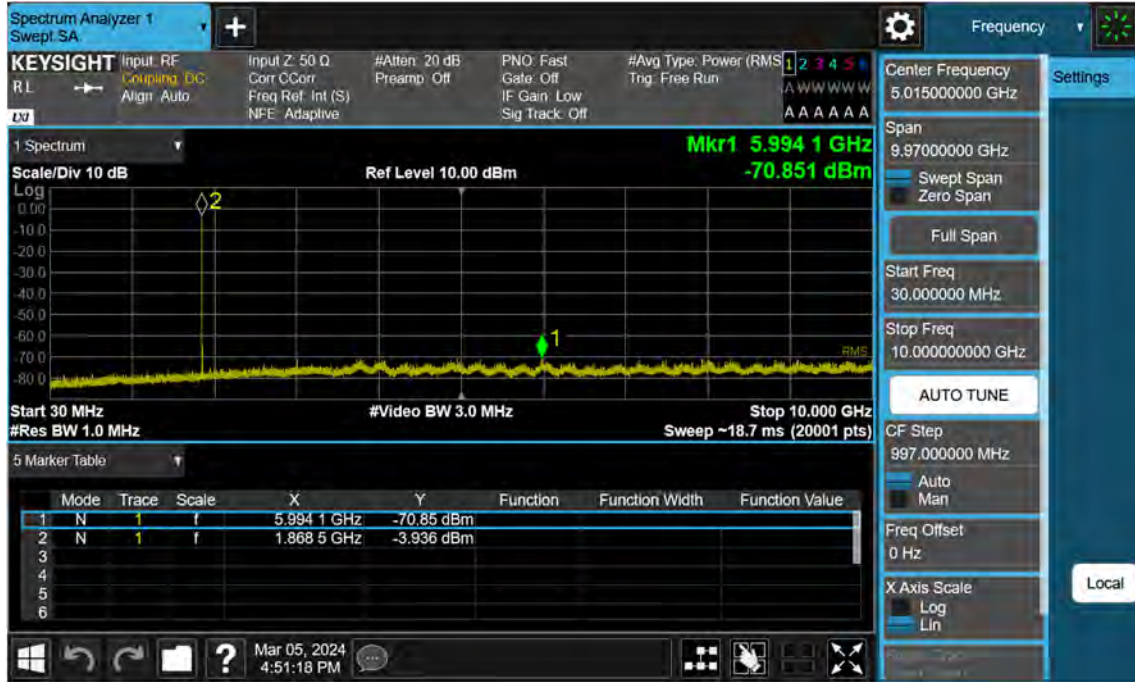 Spectrum Analyzer 1
Swept SA
+
Frequency
KEYSIGHT
RL
LXI
Input: RF
Coupling: DC
Align: Auto
Input Z: 50 Ω
Corr CCorr
Freq Ref: Int (S)
NFE: Adaptive
#Atten: 20 dB
Preamp: Off
PNO: Fast
Gate: Off
IF Gain: Low
Sig Track: Off
#Avg Type: Power (RMS
Trig: Free Run
1 2 3 4 5 6
A W W W W W
A A A A A A
1 Spectrum
Scale/Div 10 dB
Ref Level 10.00 dBm
Mkr1 5.994 1 GHz
-70.851 dBm
Log
0.00
-10.0
-20.0
-30.0
-40.0
-50.0
-60.0
-70.0
-80.0
2
1
RMS
Start 30 MHz
#Video BW 3.0 MHz
Stop 10.000 GHz
#Res BW 1.0 MHz
Sweep ~18.7 ms (20001 pts)
5 Marker Table
Mode Trace Scale X Y Function Function Width Function Value
1 N 1 f 5.994 1 GHz -70.85 dBm
2 N 1 f 1.868 5 GHz -3.936 dBm
3
4
5
6
?
Mar 05, 2024
4:51:18 PM
Center Frequency
5.015000000 GHz
Span
9.97000000 GHz
Swept Span
Zero Span
Full Span
Start Freq
30.000000 MHz
Stop Freq
10.000000000 GHz
AUTO TUNE
CF Step
997.000000 MHz
Auto
Man
Freq Offset
0 Hz
X Axis Scale
Log
Lin
Settings
Local